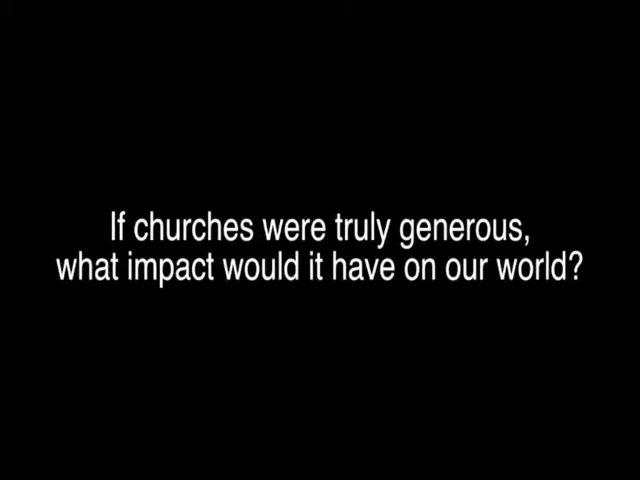 If churches were truly generous,
what impact would it have on our world?